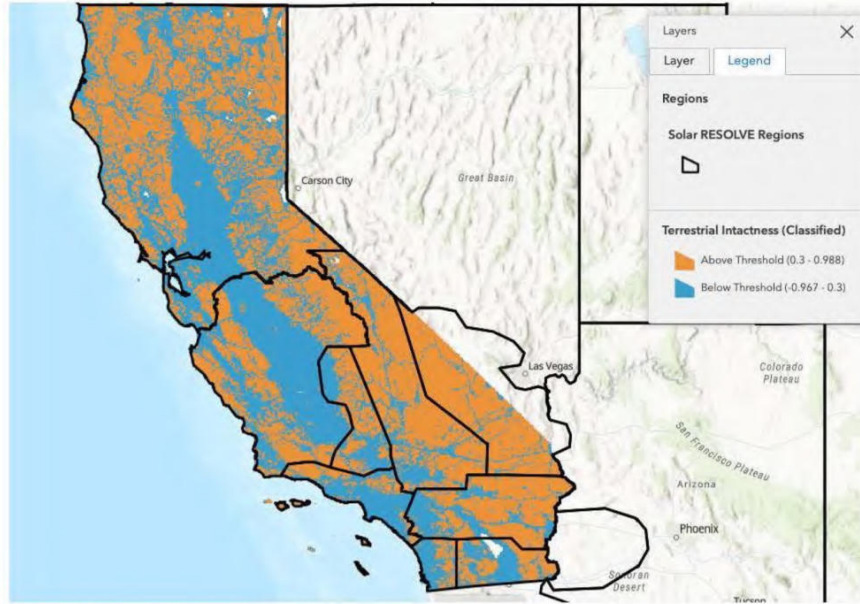 Layers
Layer
Legend
Regions
Solar RESOLVE Regions
Terrestrial Intactness (Classified)
Above Threshold (0.3 - 0.988)
Below Threshold (-0.967 - 0.3)
Carson City
Great Basin
Las Vegas
Colorado
Plateau
San Francisco Plateau
Arizona
Phoenix
Sonoran
Desert
Tucson